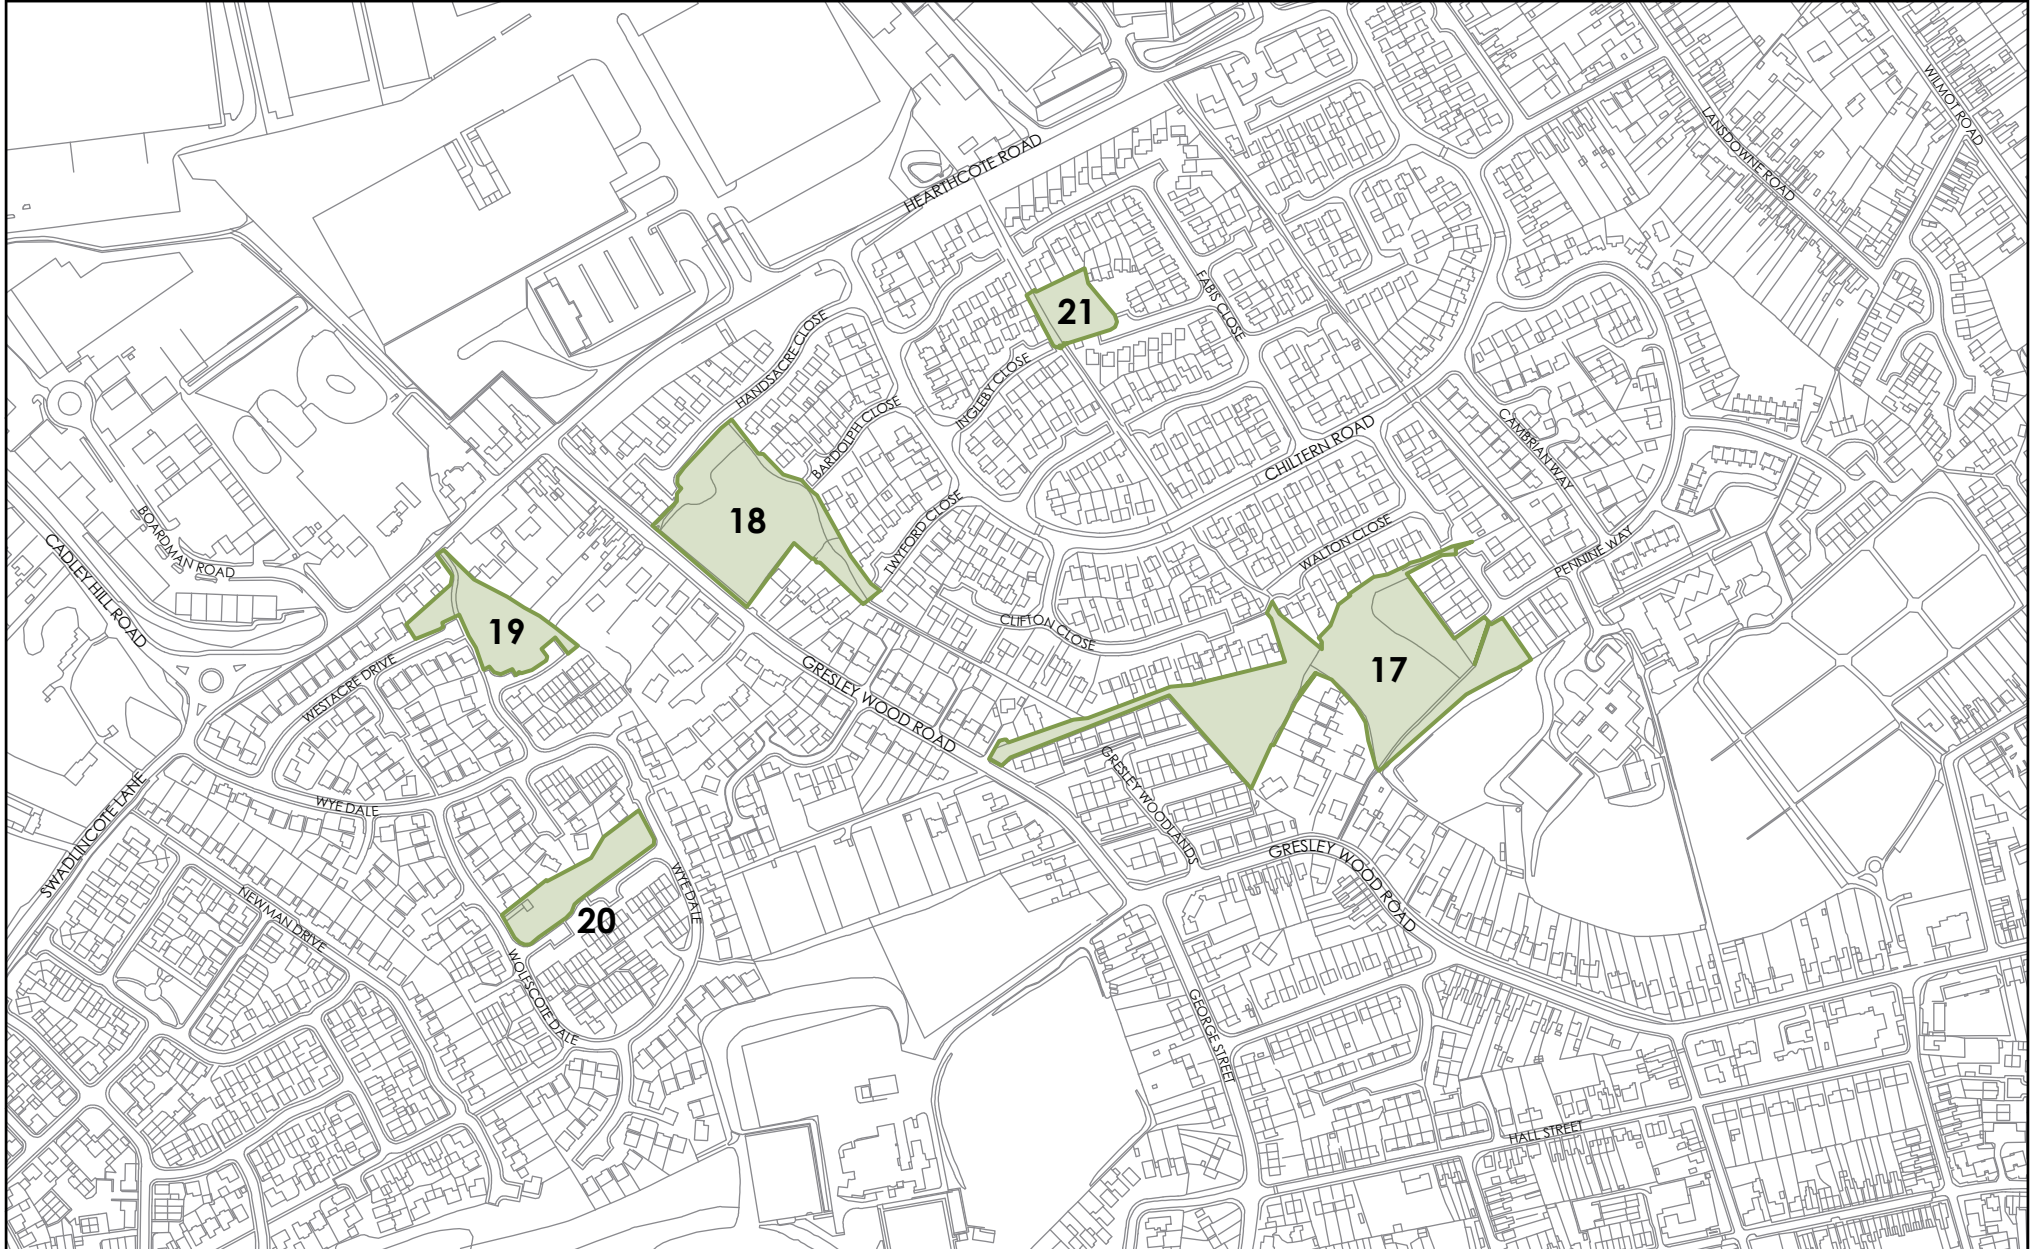 WILMOT ROAD
LANSDOWNE ROAD
HEARTHCOTE ROAD
FABIS CLOSE
21
HANDSACRE CLOSE
INGLEBY CLOSE
BARDOLPH CLOSE
CHILTERN ROAD
CAMBRIAN WAY
18
TWYFORD CLOSE
WALTON CLOSE
PENNINE WAY
BOARDMAN ROAD
CADLEY HILL ROAD
19
CLIFTON CLOSE
17
WESTACRE DRIVE
GRESLEY WOOD ROAD
GRESLEY WOODLANDS
SWADLINCOTE LANE
WYE DALE
GRESLEY WOOD ROAD
WYE DALE
20
NEWMAN DRIVE
WOLFSCOTE DALE
GEORGE STREET
HALL STREET